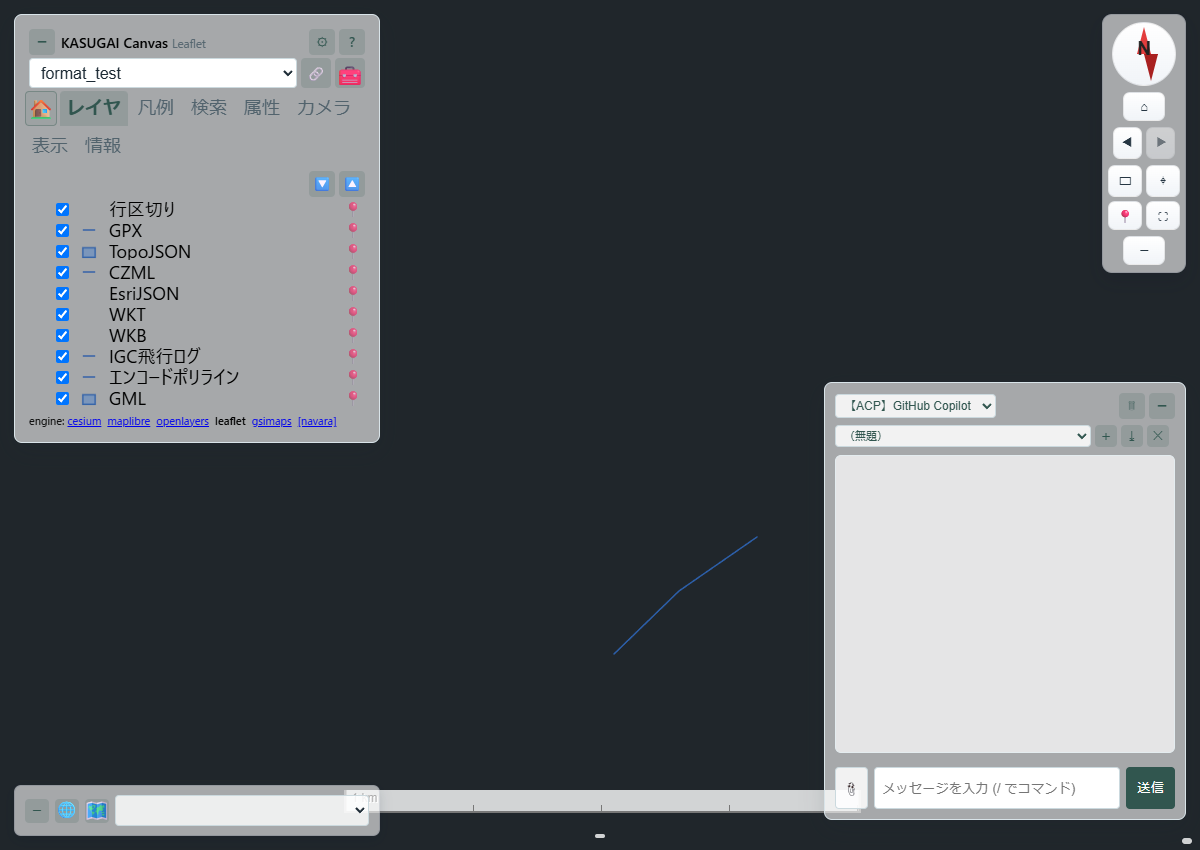 KASUGAI Canvas Leaflet
?
format_test
レイヤ 凡例 検索 属性 カメラ
表示 情報
行区切り
GPX
TopoJSON
CZML
EsriJSON
WKT
WKB
IGC飛行ログ
エンコードポリライン
GML
engine: cesium maplibre openlayers leaflet gsimaps [navara]
N
【ACP】GitHub Copilot
（無題）
メッセージを入力 (/ でコマンド)
送信